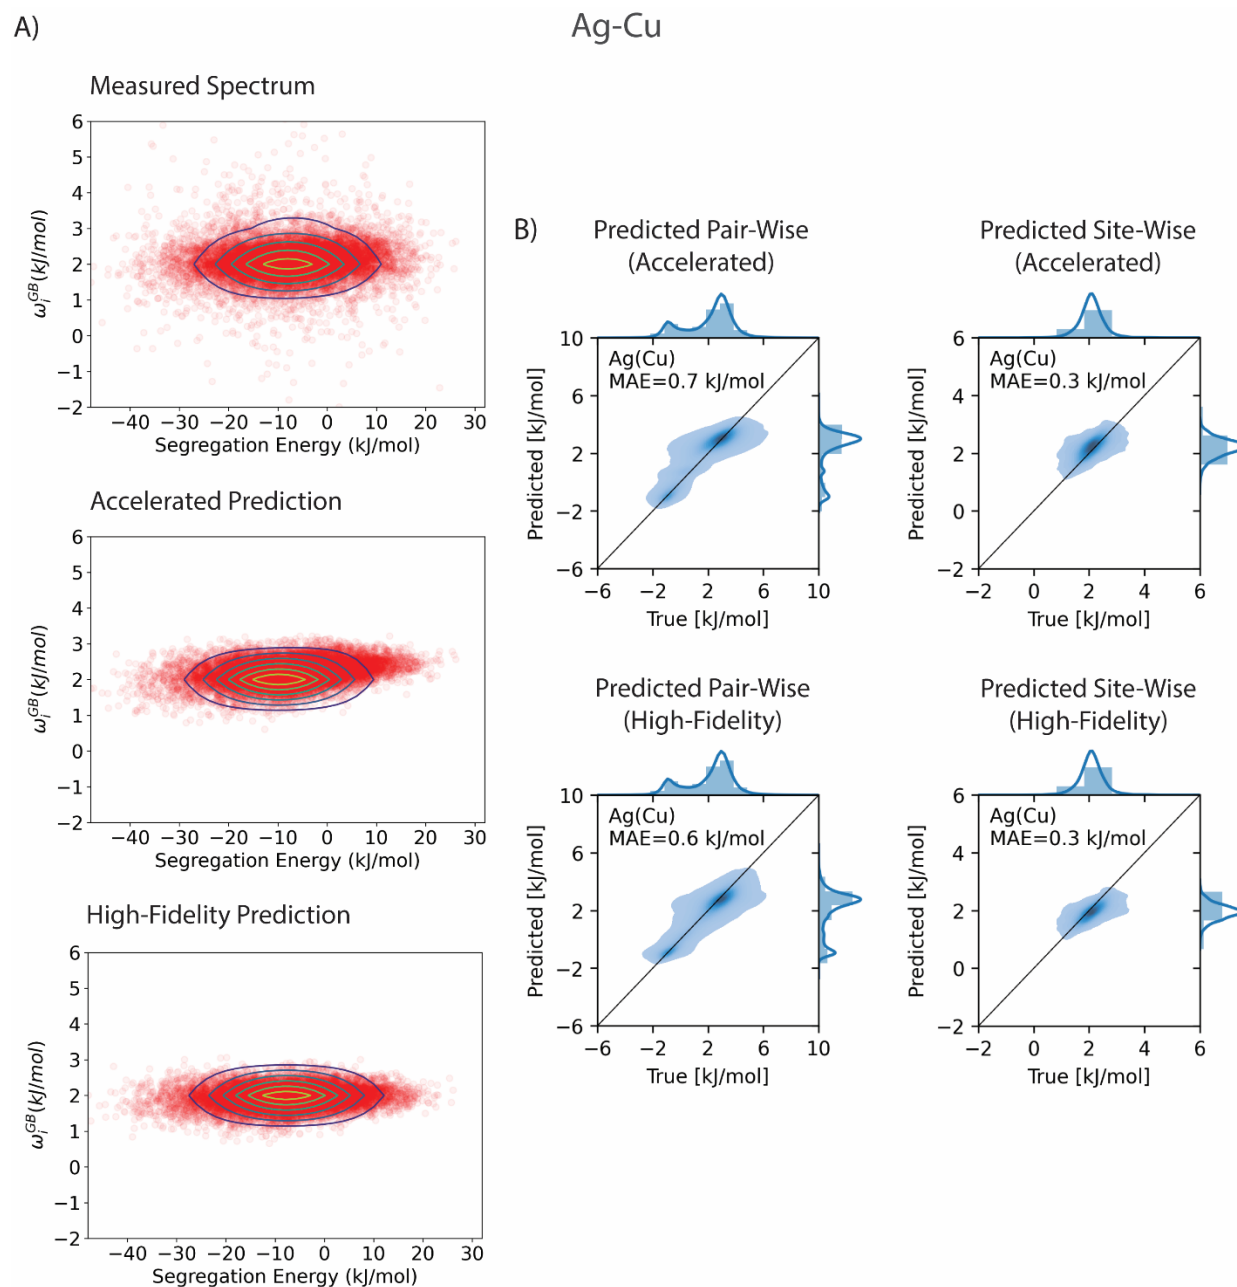 A)
Ag-Cu
Measured Spectrum
6
5
4
3
2
1
0
−1
−2
ω_i^GB(kJ/mol)
−40 −30 −20 −10 0 10 20 30
Segregation Energy (kJ/mol)
Accelerated Prediction
6
5
4
3
2
1
0
−1
−2
ω_i^GB(kJ/mol)
−40 −30 −20 −10 0 10 20 30
Segregation Energy (kJ/mol)
High-Fidelity Prediction
6
5
4
3
2
1
0
−1
−2
ω_i^GB(kJ/mol)
−40 −30 −20 −10 0 10 20 30
Segregation Energy (kJ/mol)
B)
Predicted Pair-Wise
(Accelerated)
Ag(Cu)
MAE=0.7 kJ/mol
10
6
2
−2
−6
Predicted [kJ/mol]
−6 −2 2 6 10
True [kJ/mol]
Predicted Site-Wise
(Accelerated)
Ag(Cu)
MAE=0.3 kJ/mol
6
4
2
0
−2
Predicted [kJ/mol]
−2 0 2 4 6
True [kJ/mol]
Predicted Pair-Wise
(High-Fidelity)
Ag(Cu)
MAE=0.6 kJ/mol
10
6
2
−2
−6
Predicted [kJ/mol]
−6 −2 2 6 10
True [kJ/mol]
Predicted Site-Wise
(High-Fidelity)
Ag(Cu)
MAE=0.3 kJ/mol
6
4
2
0
−2
Predicted [kJ/mol]
−2 0 2 4 6
True [kJ/mol]